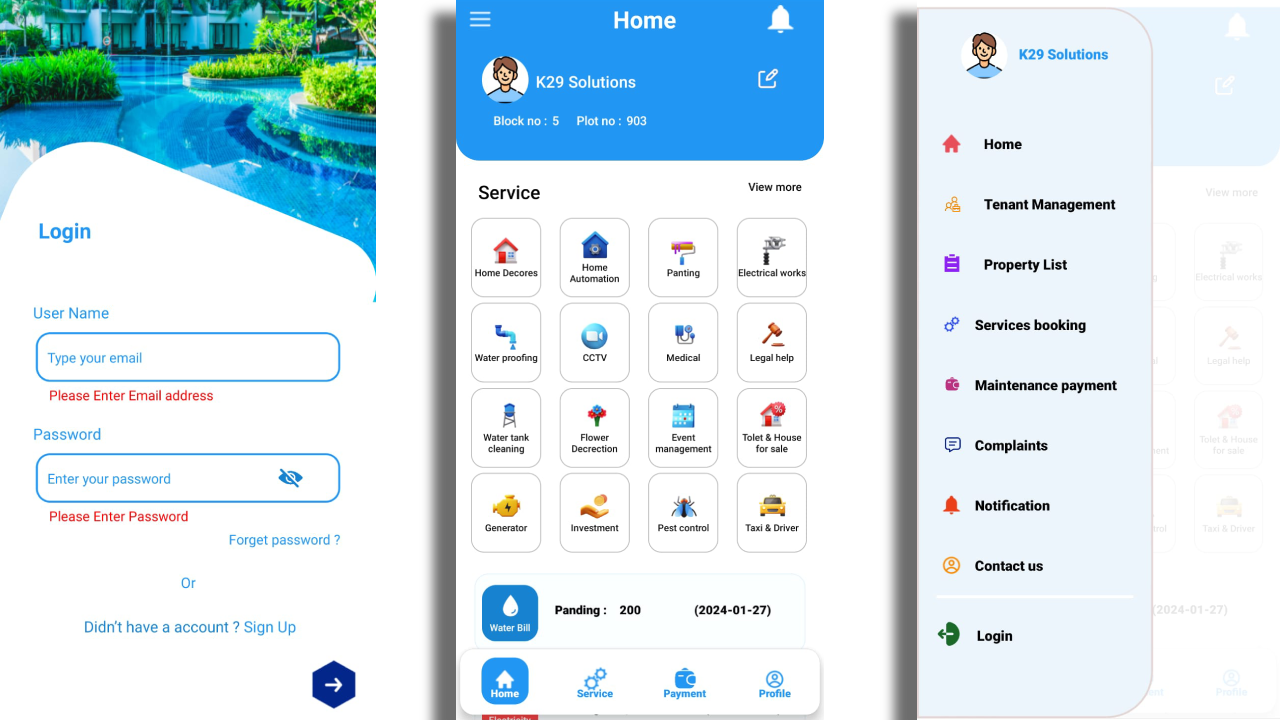 Login
User Name
Type your email
Please Enter Email address
Password
Enter your password
Please Enter Password
Forget password ?
Or
Didn't have a account ? Sign Up
Home
K29 Solutions
Block no : 5 Plot no : 903
Service
View more
Home Decores
Home
Automation
Panting
Electrical works
Water proofing
CCTV
Medical
Legal help
Water tank
cleaning
Flower
Decrection
Event
management
Tolet & House
for sale
Generator
Investment
Pest control
Taxi & Driver
Water Bill
Panding : 200 (2024-01-27)
Home
Service
Payment
Profile
Electricity
K29 Solutions
Home
Tenant Management
Property List
Services booking
Maintenance payment
Complaints
Notification
Contact us
Login
View more
Electrical works
Legal help
Tolet & House
for sale
Taxi & Driver
(2024-01-27)
Profile